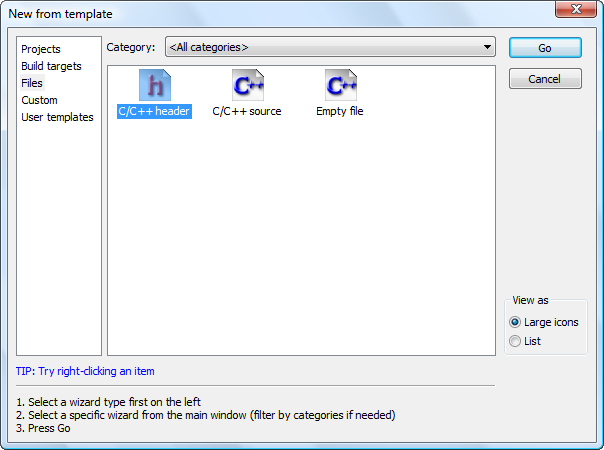 New from template
Projects
Build targets
Files
Custom
User templates
Category: <All categories>
Go
Cancel
h
C/C++ header
C++
C/C++ source
C++
Empty file
View as
Large icons
List
TIP: Try right-clicking an item
1. Select a wizard type first on the left
2. Select a specific wizard from the main window (filter by categories if needed)
3. Press Go